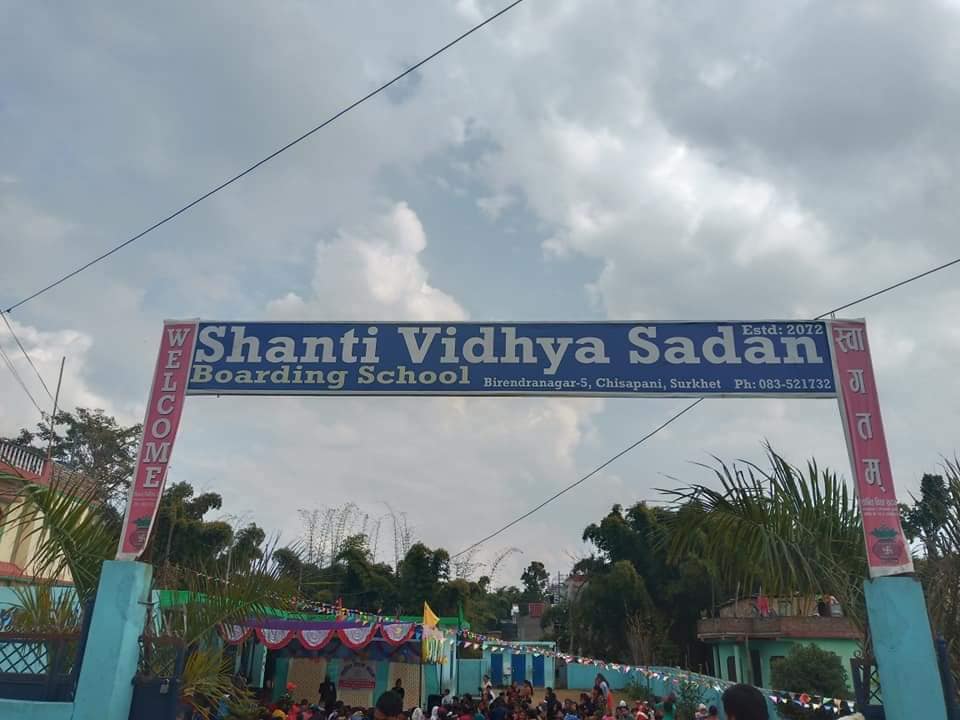 WELCOME
Shanti Vidhya Sadan
Estd: 2072
Boarding School
Birendranagar-5, Chisapani, Surkhet Ph: 083-521732
स्वागतम्